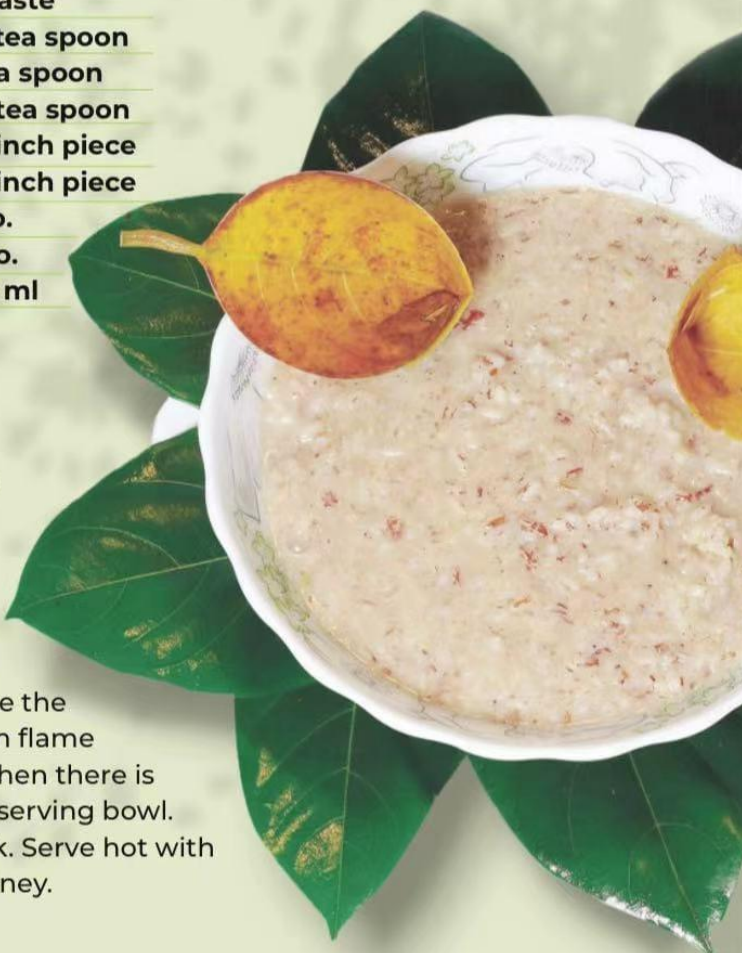 aste
tea spoon
a spoon
tea spoon
inch piece
inch piece
o.
o.
ml
e the
n flame
hen there is
serving bowl.
k. Serve hot with
ney.